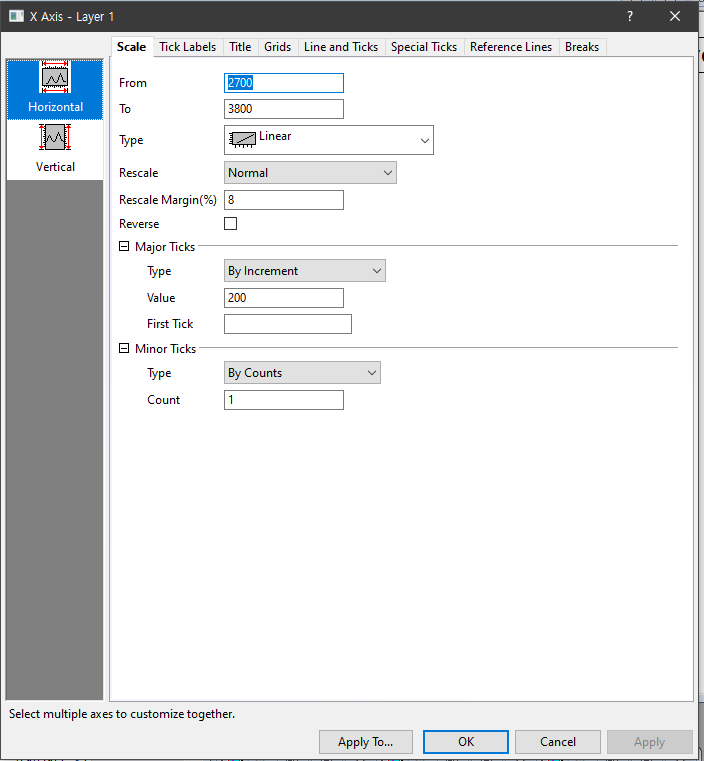 X Axis - Layer 1
?
Scale Tick Labels Title Grids Line and Ticks Special Ticks Reference Lines Breaks
Horizontal
Vertical
From 2700
To 3800
Type Linear
Rescale Normal
Rescale Margin(%) 8
Reverse
Major Ticks
Type By Increment
Value 200
First Tick
Minor Ticks
Type By Counts
Count 1
Select multiple axes to customize together.
Apply To... OK Cancel Apply